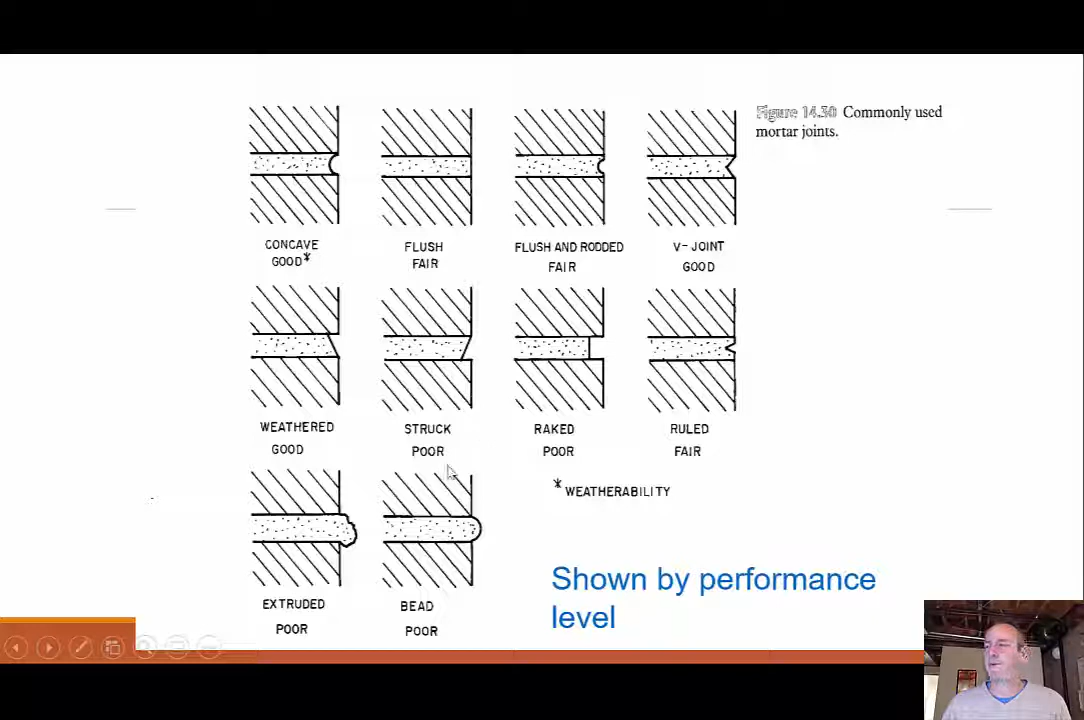 Figure 14.30 Commonly used
mortar joints.
CONCAVE
GOOD*
FLUSH
FAIR
FLUSH AND RODDED
FAIR
V-JOINT
GOOD
WEATHERED
GOOD
STRUCK
POOR
RAKED
POOR
RULED
FAIR
*WEATHERABILITY
EXTRUDED
POOR
BEAD
POOR
Shown by performance
level